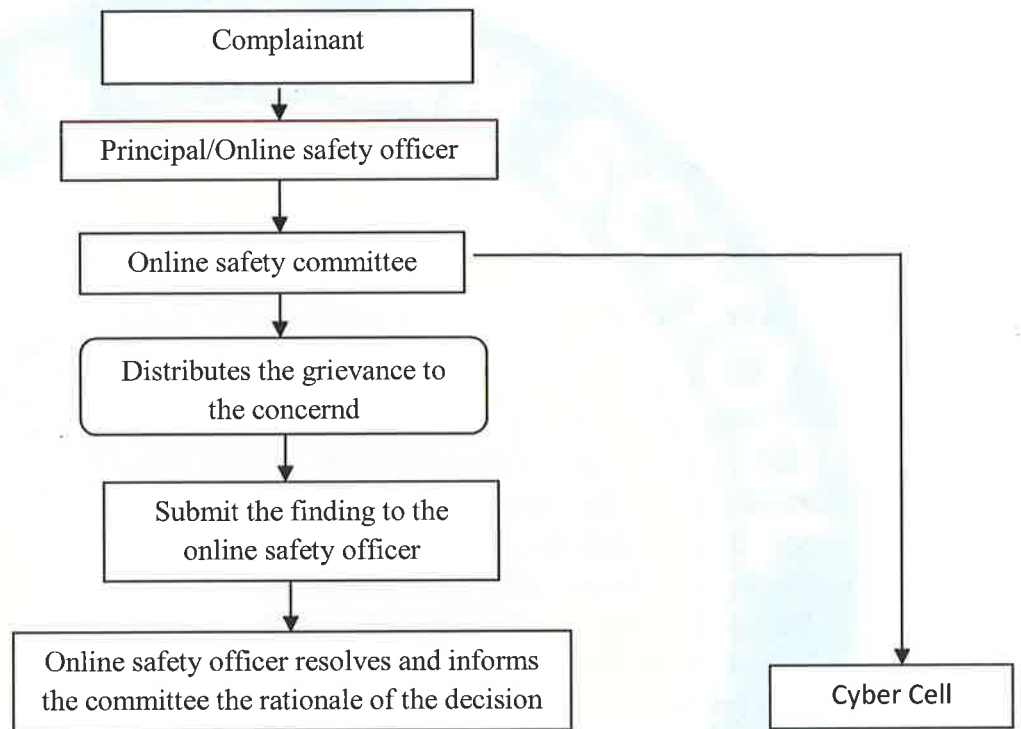 Complainant
Principal/Online safety officer
Online safety committee
Distributes the grievance to
the concernd
Submit the finding to the
online safety officer
Online safety officer resolves and informs
the committee the rationale of the decision
Cyber Cell